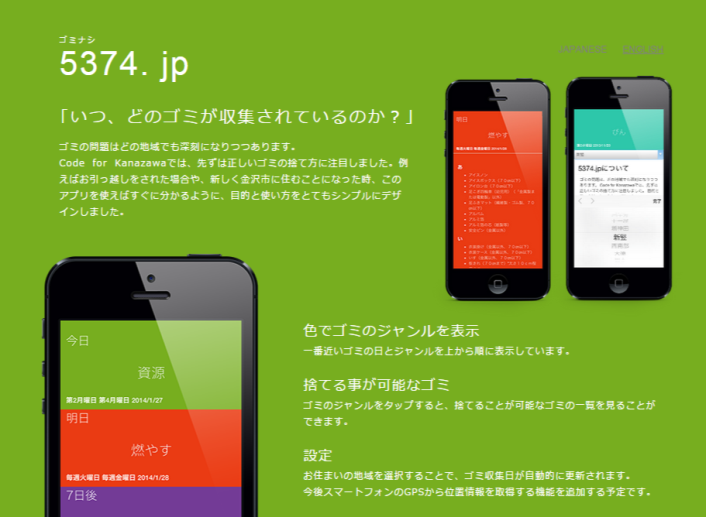 ゴミナシ
5374. jp
JAPANESE ENGLISH
「いつ、どのゴミが収集されているのか？」
ゴミの問題はどの地域でも深刻になりつつあります。
Code for Kanazawaでは、先ずは正しいゴミの捨て方に注目しました。例
えばお引っ越しをされた場合や、新しく金沢市に住むことになった時、この
アプリを使えばすぐに分かるように、目的と使い方をとてもシンプルにデザ
インしました。
明日
燃やす
毎週火曜日 毎週金曜日 2014/1/28
あ
い
びん
5374.jpについて
完了
今日
資源
第2月曜日 第4月曜日 2014/1/27
明日
燃やす
毎週火曜日 毎週金曜日 2014/1/28
7日後
色でゴミのジャンルを表示
一番近いゴミの日とジャンルを上から順に表示しています。
捨てる事が可能なゴミ
ゴミのジャンルをタップすると、捨てることが可能なゴミの一覧を見ることが
できます。
設定
お住まいの地域を選択することで、ゴミ収集日が自動的に更新されます。
今後スマートフォンのGPSから位置情報を取得する機能を追加する予定です。